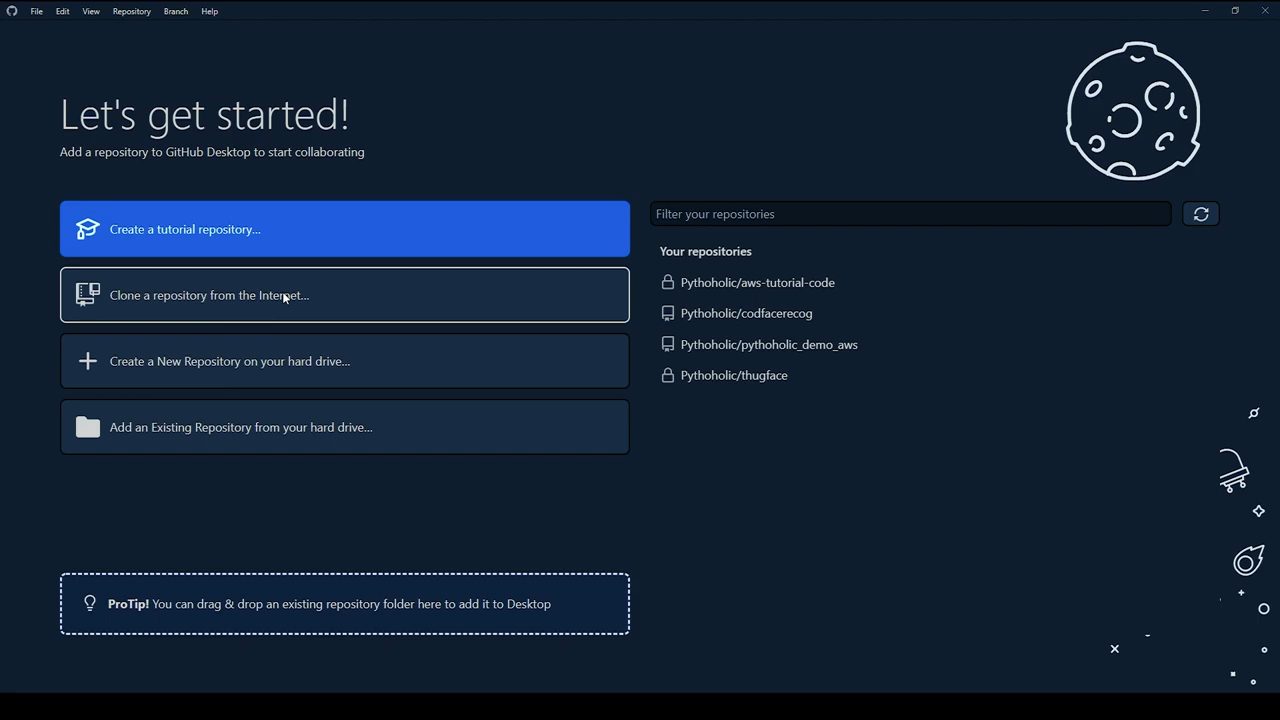 File Edit View Repository Branch Help
Let's get started!
Add a repository to GitHub Desktop to start collaborating
Create a tutorial repository...
Clone a repository from the Internet...
Create a New Repository on your hard drive...
Add an Existing Repository from your hard drive...
ProTip! You can drag & drop an existing repository folder here to add it to Desktop
Filter your repositories
Your repositories
Pythoholic/aws-tutorial-code
Pythoholic/codfacerecog
Pythoholic/pythoholic_demo_aws
Pythoholic/thugface